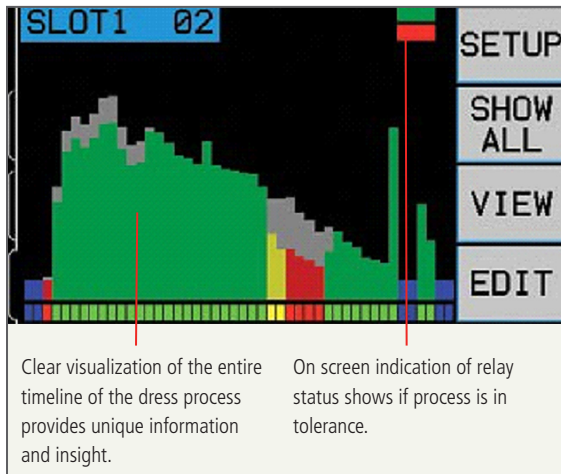 SLOT1 02
SETUP
SHOW
ALL
VIEW
EDIT
Clear visualization of the entire
timeline of the dress process
provides unique information
and insight.
On screen indication of relay
status shows if process is in
tolerance.